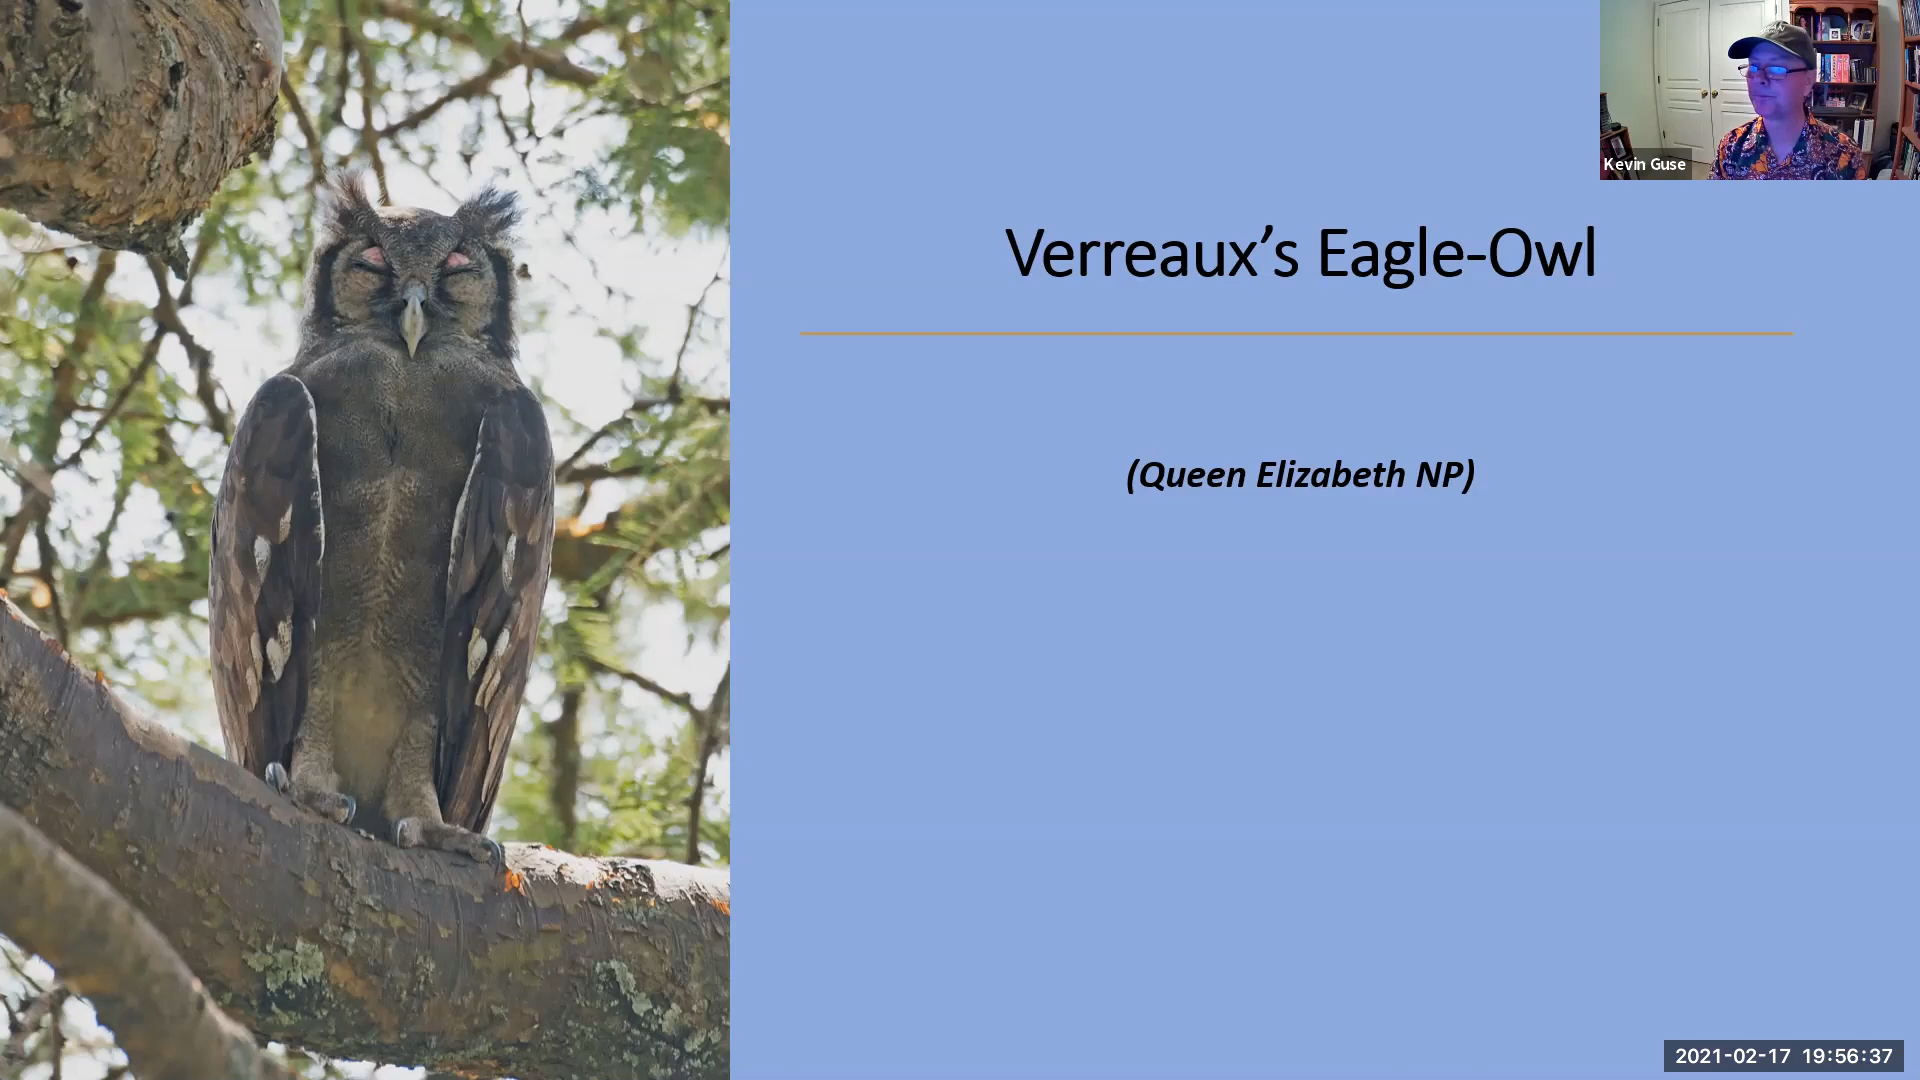 Kevin Guse
Verreaux’s Eagle-Owl
(Queen Elizabeth NP)
2021-02-17 19:56:37